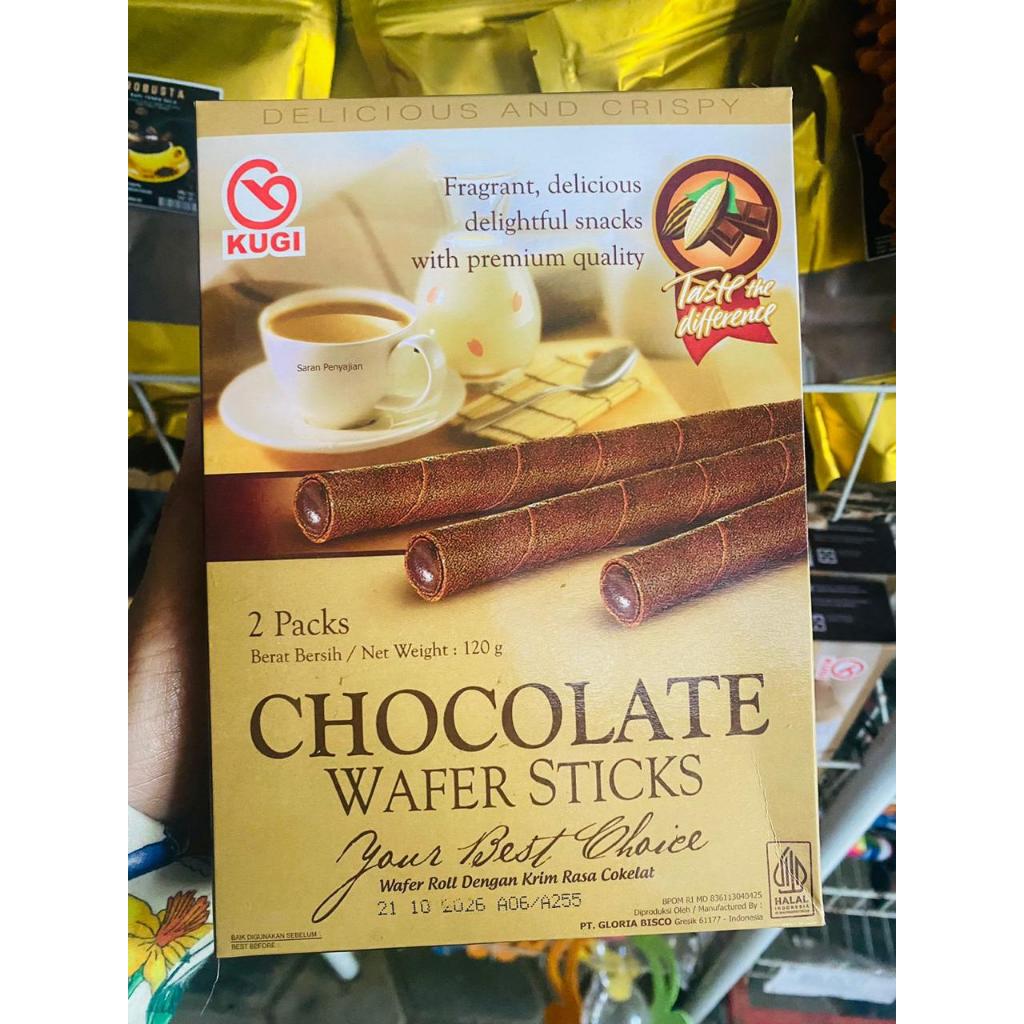 DELICIOUS AND CRISPY
KUGI
Fragrant, delicious
delightful snacks
with premium quality
Taste the
difference
Saran Penyajian
2 Packs
Berat Bersih / Net Weight : 120 g
CHOCOLATE
WAFER STICKS
Your Best Choice
Wafer Roll Dengan Krim Rasa Cokelat
21 10 2026 A06/A255
BAIK DIGUNAKAN SEBELUM :
BEST BEFORE :
BPOM RI MD 836113040425
Diproduksi Oleh / Manufactured By :
PT. GLORIA BISCO Gresik 61177 - Indonesia
HALAL
INDONESIA
ROBUSTA